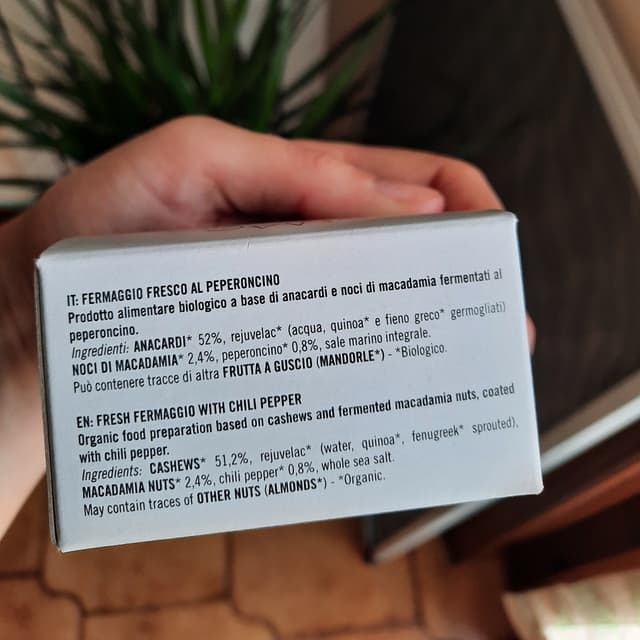 IT: FERMAGGIO FRESCO AL PEPERONCINO
Prodotto alimentare biologico a base di anacardi e noci di macadamia fermentati al
peperoncino.
Ingredienti: ANACARDI* 52%, rejuvelac* (acqua, quinoa* e fieno greco* germogliati)
NOCI DI MACADAMIA* 2,4%, peperoncino* 0,8%, sale marino integrale.
Può contenere tracce di altra FRUTTA A GUSCIO (MANDORLE*) - *Biologico.
EN: FRESH FERMAGGIO WITH CHILI PEPPER
Organic food preparation based on cashews and fermented macadamia nuts, coated
with chili pepper.
Ingredients: CASHEWS* 51,2%, rejuvelac* (water, quinoa*, fenugreek* sprouted),
MACADAMIA NUTS* 2,4%, chili pepper* 0,8%, whole sea salt.
May contain traces of OTHER NUTS (ALMONDS*) - *Organic.